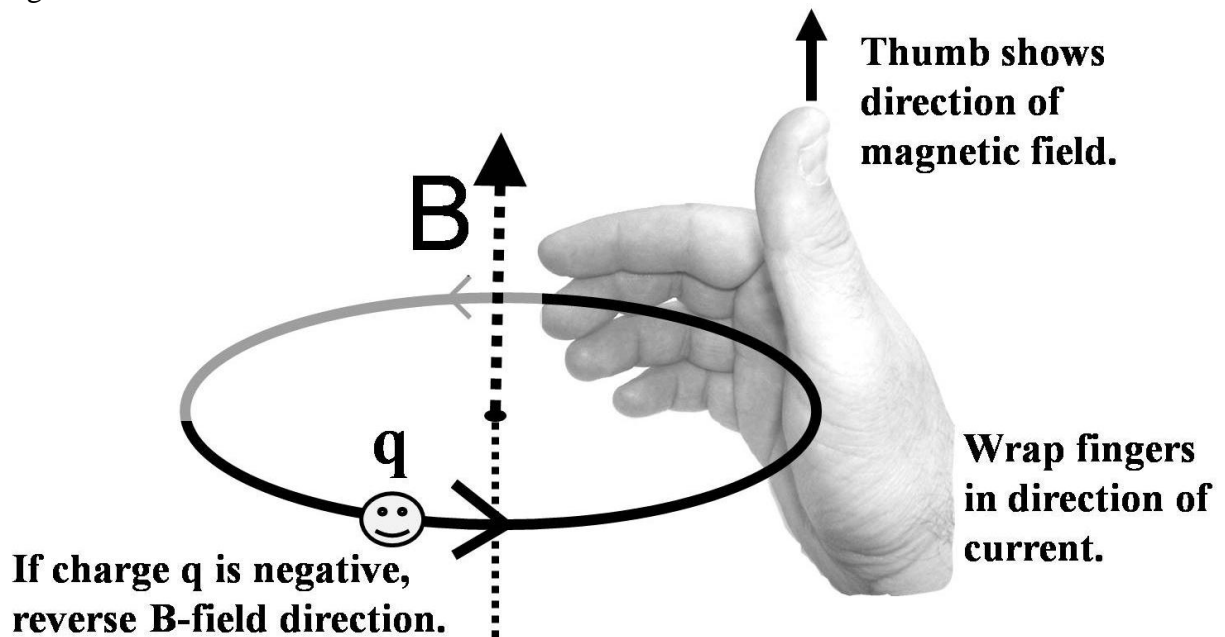 Thumb shows
direction of
magnetic field.
B
q
Wrap fingers
in direction of
current.
If charge q is negative,
reverse B-field direction.